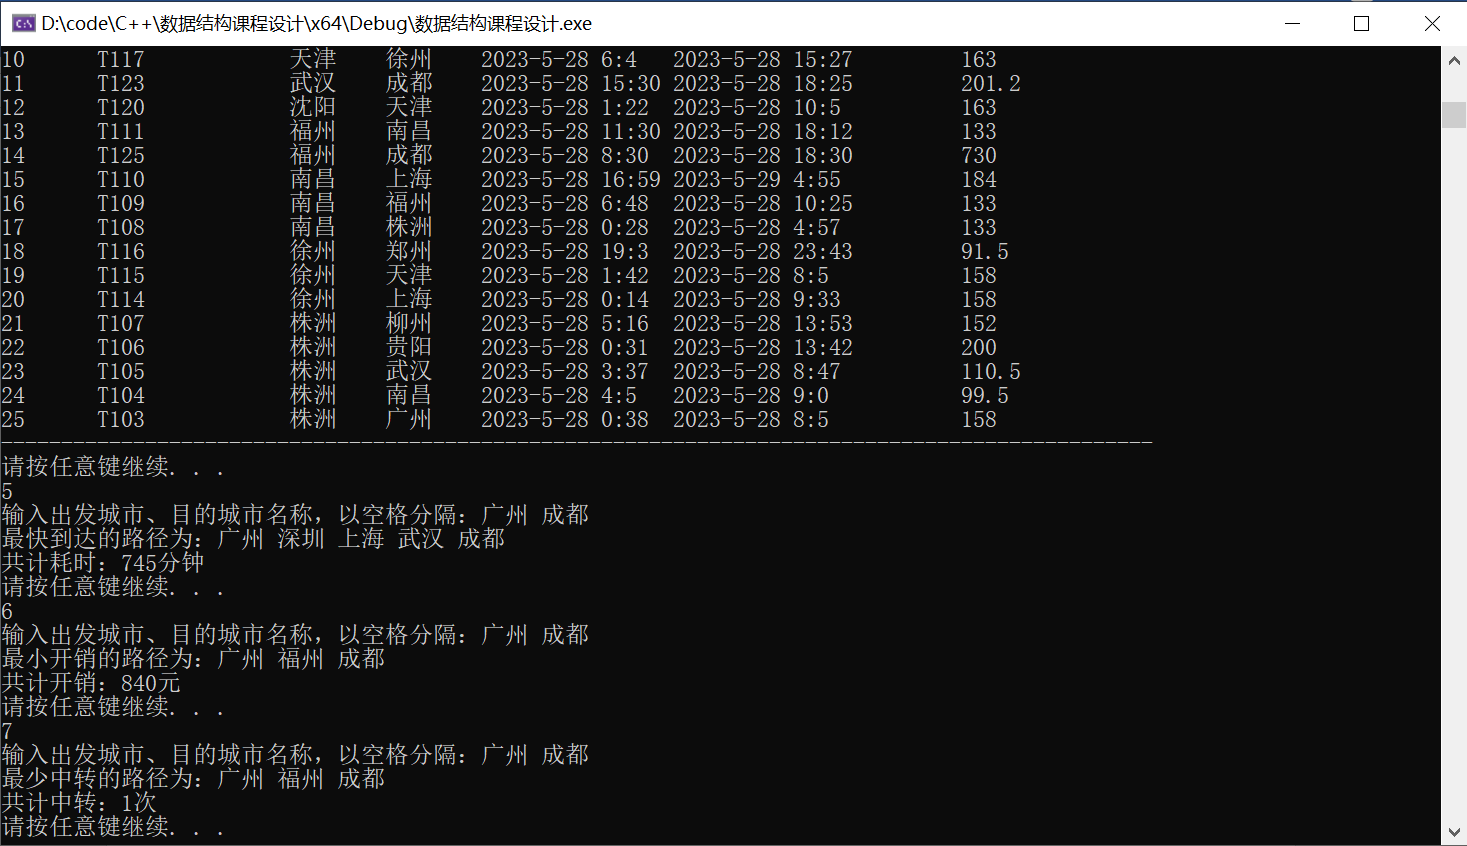 D:\code\C++\数据结构课程设计\x64\Debug\数据结构课程设计.exe
10 T117 天津 徐州 2023-5-28 6:4 2023-5-28 15:27 163
11 T123 武汉 成都 2023-5-28 15:30 2023-5-28 18:25 201.2
12 T120 沈阳 天津 2023-5-28 1:22 2023-5-28 10:5 163
13 T111 福州 南昌 2023-5-28 11:30 2023-5-28 18:12 133
14 T125 福州 成都 2023-5-28 8:30 2023-5-28 18:30 730
15 T110 南昌 上海 2023-5-28 16:59 2023-5-29 4:55 184
16 T109 南昌 福州 2023-5-28 6:48 2023-5-28 10:25 133
17 T108 南昌 株洲 2023-5-28 0:28 2023-5-28 4:57 133
18 T116 徐州 郑州 2023-5-28 19:3 2023-5-28 23:43 91.5
19 T115 徐州 天津 2023-5-28 1:42 2023-5-28 8:5 158
20 T114 徐州 上海 2023-5-28 0:14 2023-5-28 9:33 158
21 T107 株洲 柳州 2023-5-28 5:16 2023-5-28 13:53 152
22 T106 株洲 贵阳 2023-5-28 0:31 2023-5-28 13:42 200
23 T105 株洲 武汉 2023-5-28 3:37 2023-5-28 8:47 110.5
24 T104 株洲 南昌 2023-5-28 4:5 2023-5-28 9:0 99.5
25 T103 株洲 广州 2023-5-28 0:38 2023-5-28 8:5 158
------------------------------------------------------------------------------------------------
请按任意键继续. . .
5
输入出发城市、目的城市名称，以空格分隔：广州 成都
最快到达的路径为：广州 深圳 上海 武汉 成都
共计耗时：745分钟
请按任意键继续. . .
6
输入出发城市、目的城市名称，以空格分隔：广州 成都
最小开销的路径为：广州 福州 成都
共计开销：840元
请按任意键继续. . .
7
输入出发城市、目的城市名称，以空格分隔：广州 成都
最少中转的路径为：广州 福州 成都
共计中转：1次
请按任意键继续. . .